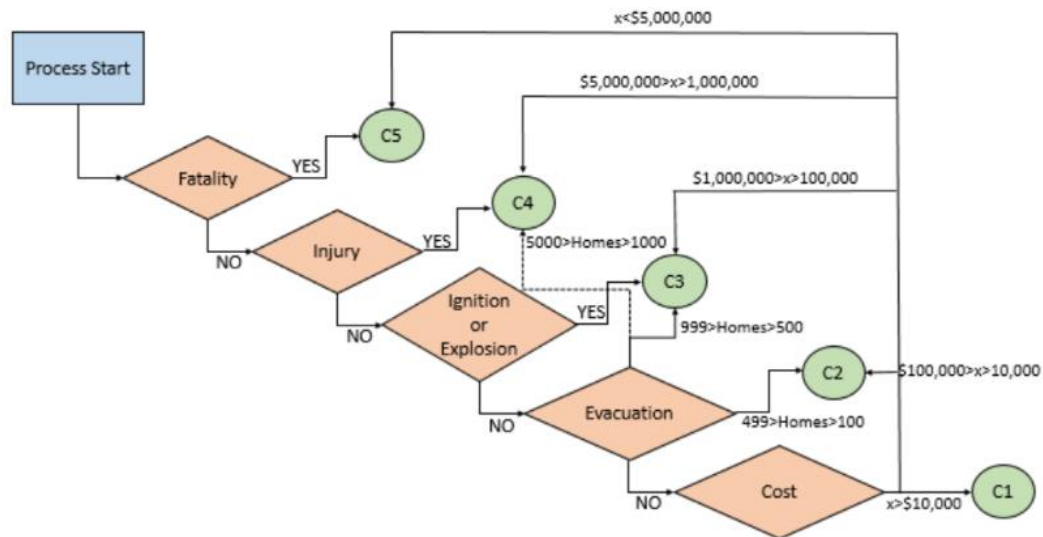 x<$5,000,000
Process Start
$5,000,000>x>1,000,000
C5
YES
Fatality
$1,000,000>x>100,000
C4
NO
Injury
YES
5000>Homes>1000
C3
Ignition
or
Explosion
YES
NO
999>Homes>500
C2
$100,000>x>10,000
NO
Evacuation
499>Homes>100
NO
Cost
x>$10,000
C1